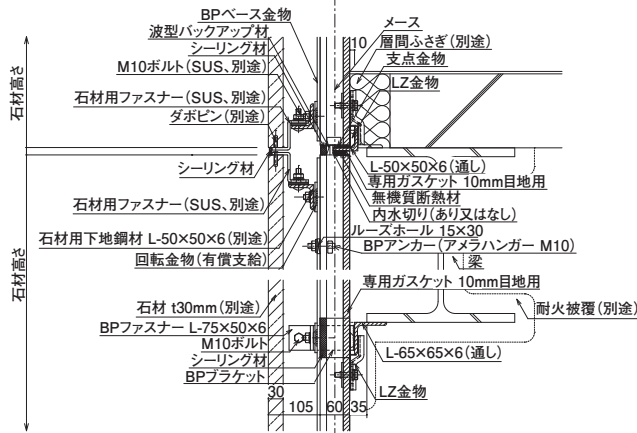 BPベース金物
波型バックアップ材
シーリング材
M10ボルト(SUS、別途)
石材用ファスナー(SUS、別途)
ダボピン(別途)
シーリング材
石材用ファスナー(SUS、別途)
石材用下地鋼材 L-50×50×6(別途)
回転金物(有償支給)
石材 t30mm(別途)
BPファスナー L-75×50×6
M10ボルト
シーリング材
BPブラケット
石材高さ
石材高さ
メース
10
層間ふさぎ(別途)
支点金物
LZ金物
L-50×50×6(通し)
専用ガスケット 10mm目地用
無機質断熱材
内水切り(あり又はなし)
ルーズホール 15×30
BPアンカー(アメラハンガー M10)
梁
専用ガスケット 10mm目地用
耐火被覆(別途)
L-65×65×6(通し)
LZ金物
30
105
60
35